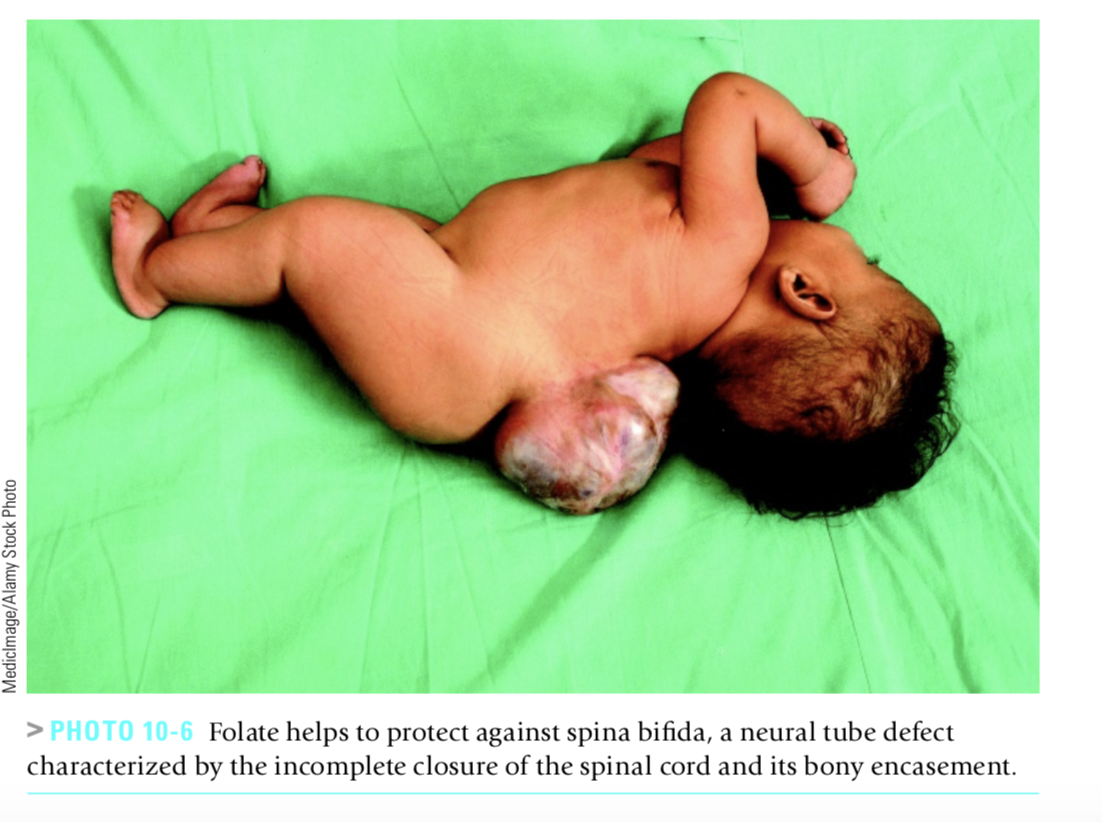 MedicImage/Alamy Stock Photo
> PHOTO 10-6 Folate helps to protect against spina bifida, a neural tube defect
characterized by the incomplete closure of the spinal cord and its bony encasement.